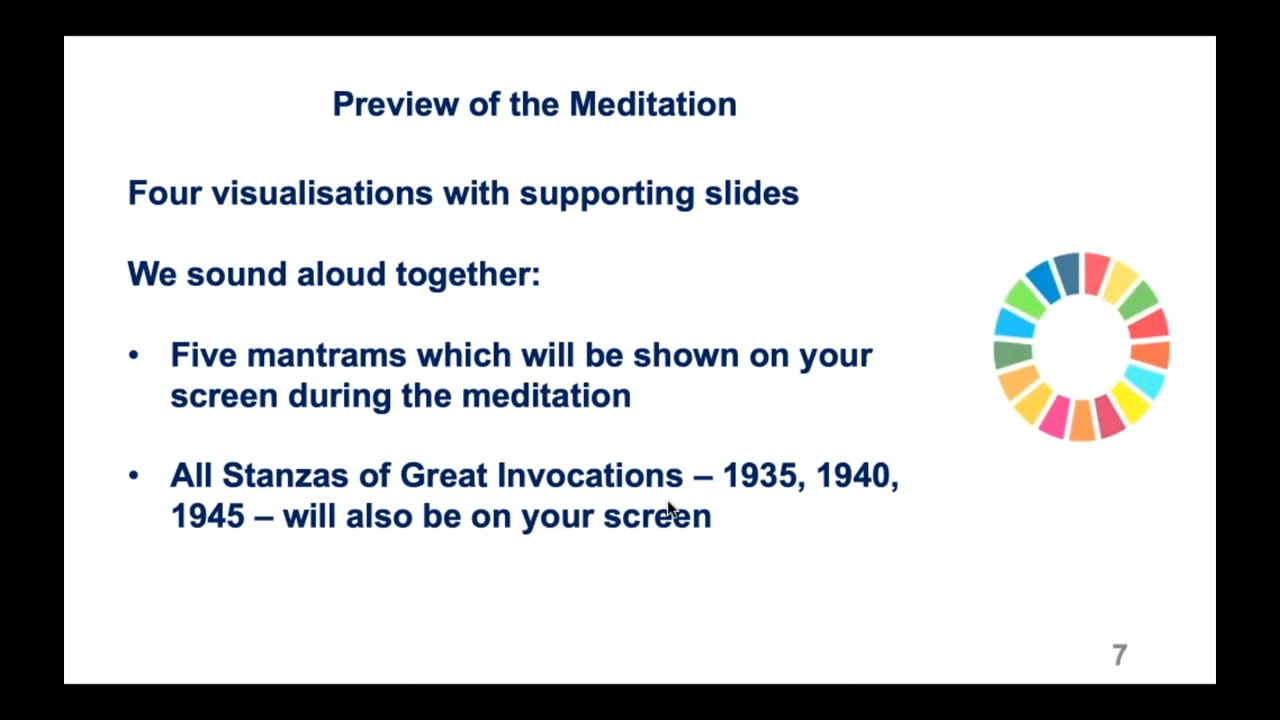 Preview of the Meditation
Four visualisations with supporting slides
We sound aloud together:
• Five mantrams which will be shown on your
screen during the meditation
• All Stanzas of Great Invocations – 1935, 1940,
1945 – will also be on your screen
7